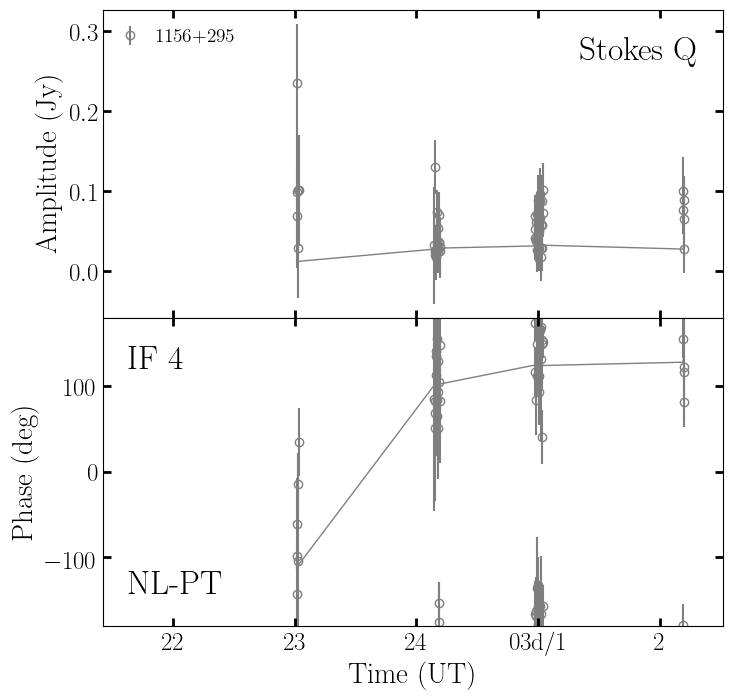 0.3
1156+295
Stokes Q
0.2
Amplitude (Jy)
0.1
0.0
IF 4
100
Phase (deg)
0
−100
NL-PT
22 23 24 03d/1 2
Time (UT)